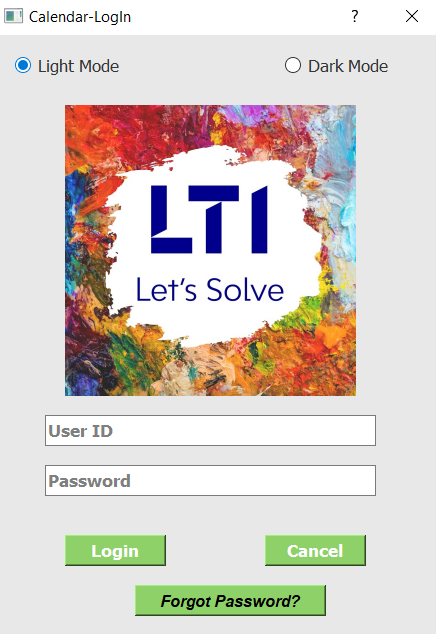 Calendar-LogIn
Light Mode
Dark Mode
LTI
Let's Solve
User ID
Password
Login
Cancel
Forgot Password?